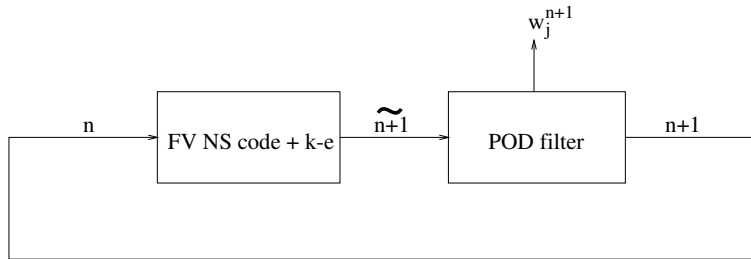 w_j^{n+1}
n
FV NS code + k-e
~
n+1
POD filter
n+1